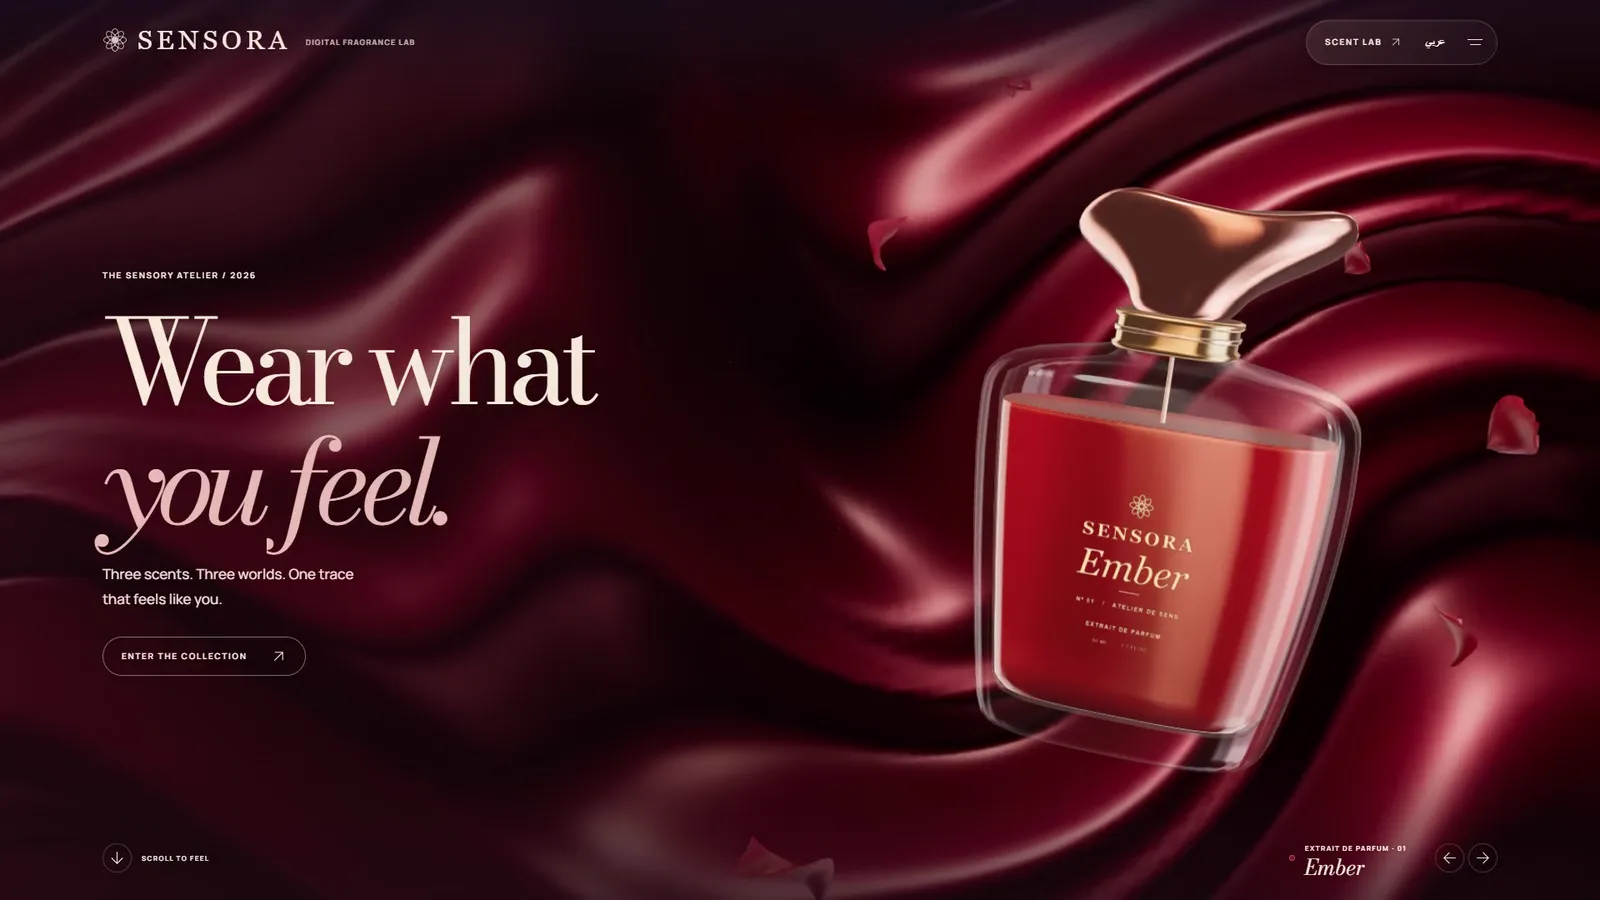 SENSORA
DIGITAL FRAGRANCE LAB
SCENT LAB
عربي
THE SENSORY ATELIER / 2026
Wear what
you feel.
Three scents. Three worlds. One trace
that feels like you.
ENTER THE COLLECTION
SENSORA
Ember
Nº 01 / ATELIER DE SENS
EXTRAIT DE PARFUM
SCROLL TO FEEL
EXTRAIT DE PARFUM - 01
Ember